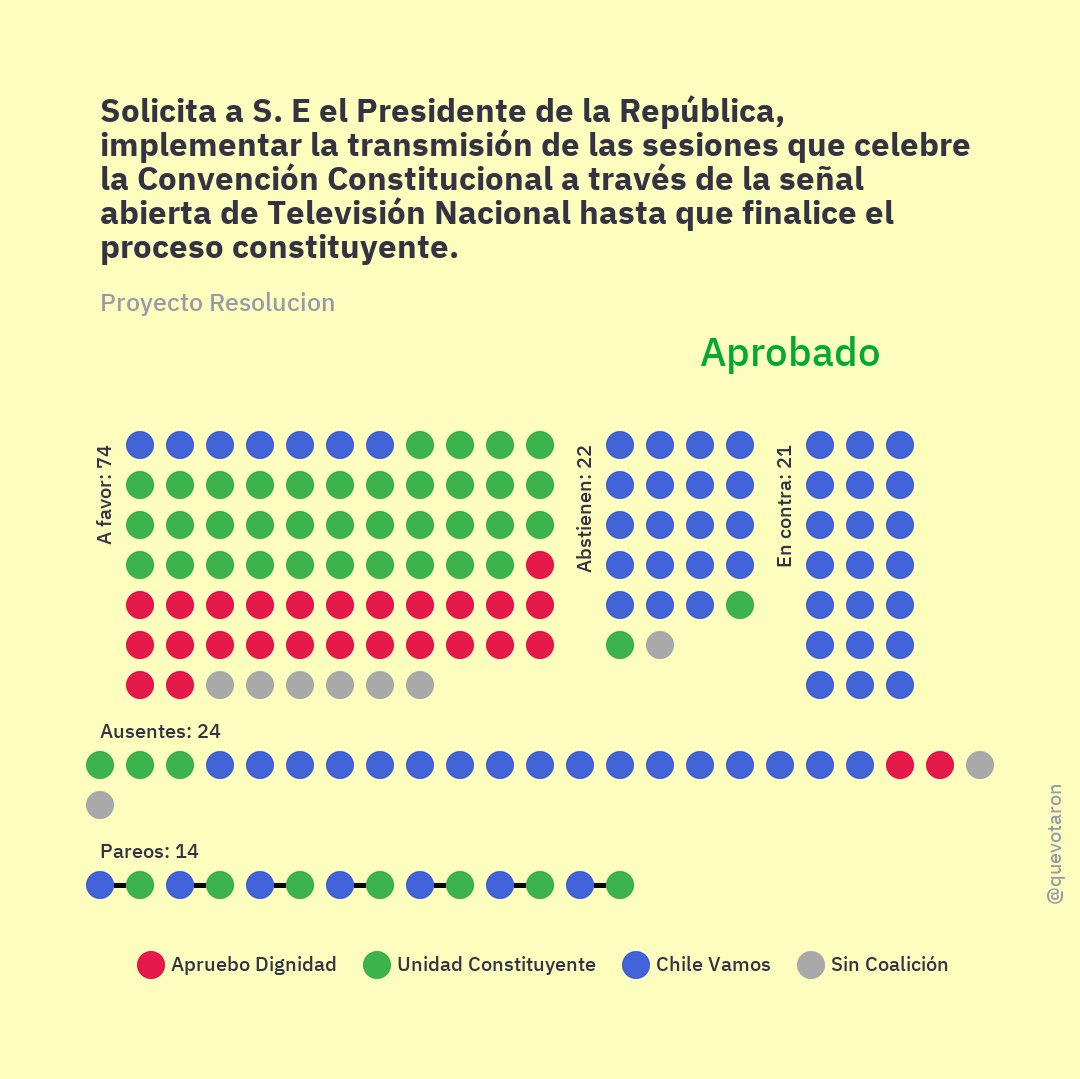 Solicita a S. E el Presidente de la República,
implementar la transmisión de las sesiones que celebre
la Convención Constitucional a través de la señal
abierta de Televisión Nacional hasta que finalice el
proceso constituyente.
Proyecto Resolucion
Aprobado
A favor: 74
Abstienen: 22
En contra: 21
Ausentes: 24
Pareos: 14
@quevotaron
Apruebo Dignidad
Unidad Constituyente
Chile Vamos
Sin Coalición